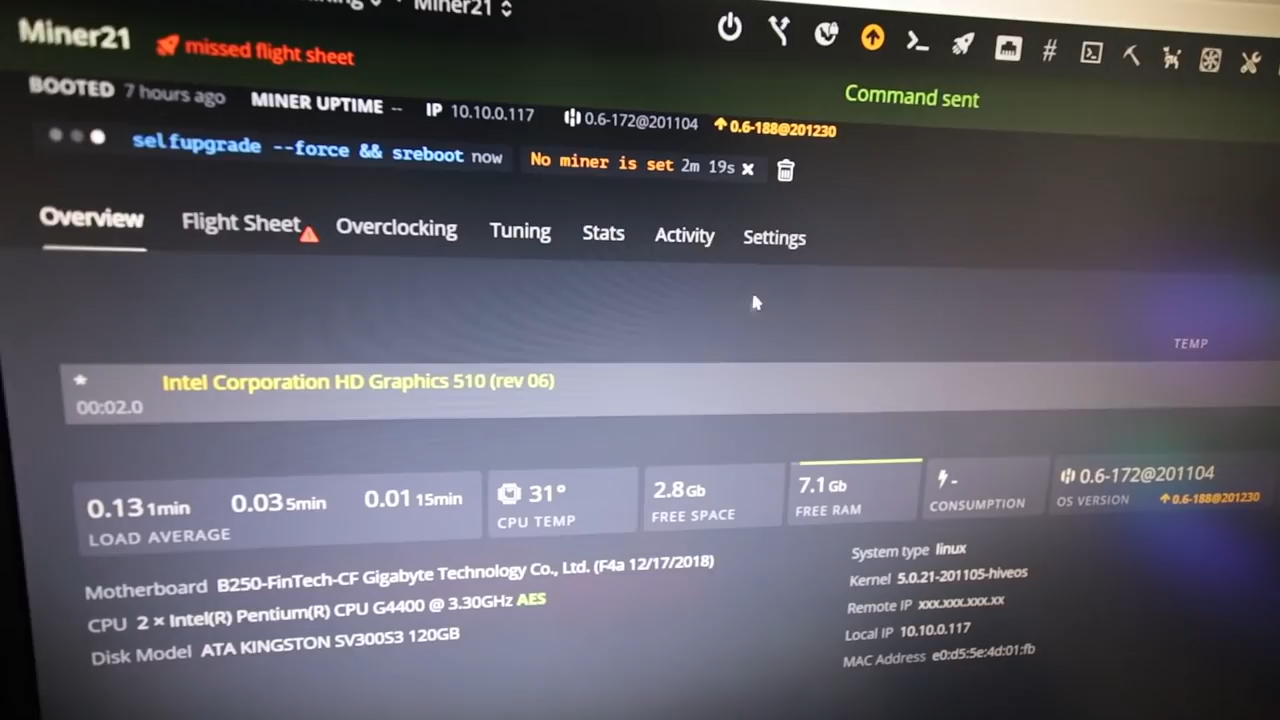 Miner21
Miner21 missed flight sheet
Command sent
BOOTED 7 hours ago MINER UPTIME -- IP 10.10.0.117 0.6-172@201104 0.6-188@201230
selfupgrade --force && sreboot now No miner is set 2m 19s
Overview Flight Sheet Overclocking Tuning Stats Activity Settings
TEMP
Intel Corporation HD Graphics 510 (rev 06)
00:02.0
0.13 1min 0.03 5min 0.01 15min
LOAD AVERAGE
31°
CPU TEMP
2.8 Gb
FREE SPACE
7.1 Gb
FREE RAM
-
CONSUMPTION
0.6-172@201104
OS VERSION 0.6-188@201230
Motherboard B250-FinTech-CF Gigabyte Technology Co., Ltd. (F4a 12/17/2018)
CPU 2 × Intel(R) Pentium(R) CPU G4400 @ 3.30GHz AES
Disk Model ATA KINGSTON SV300S3 120GB
System type linux
Kernel 5.0.21-201105-hiveos
Remote IP xxx.xxx.xxx.xx
Local IP 10.10.0.117
MAC Address e0:d5:5e:4d:01:fb